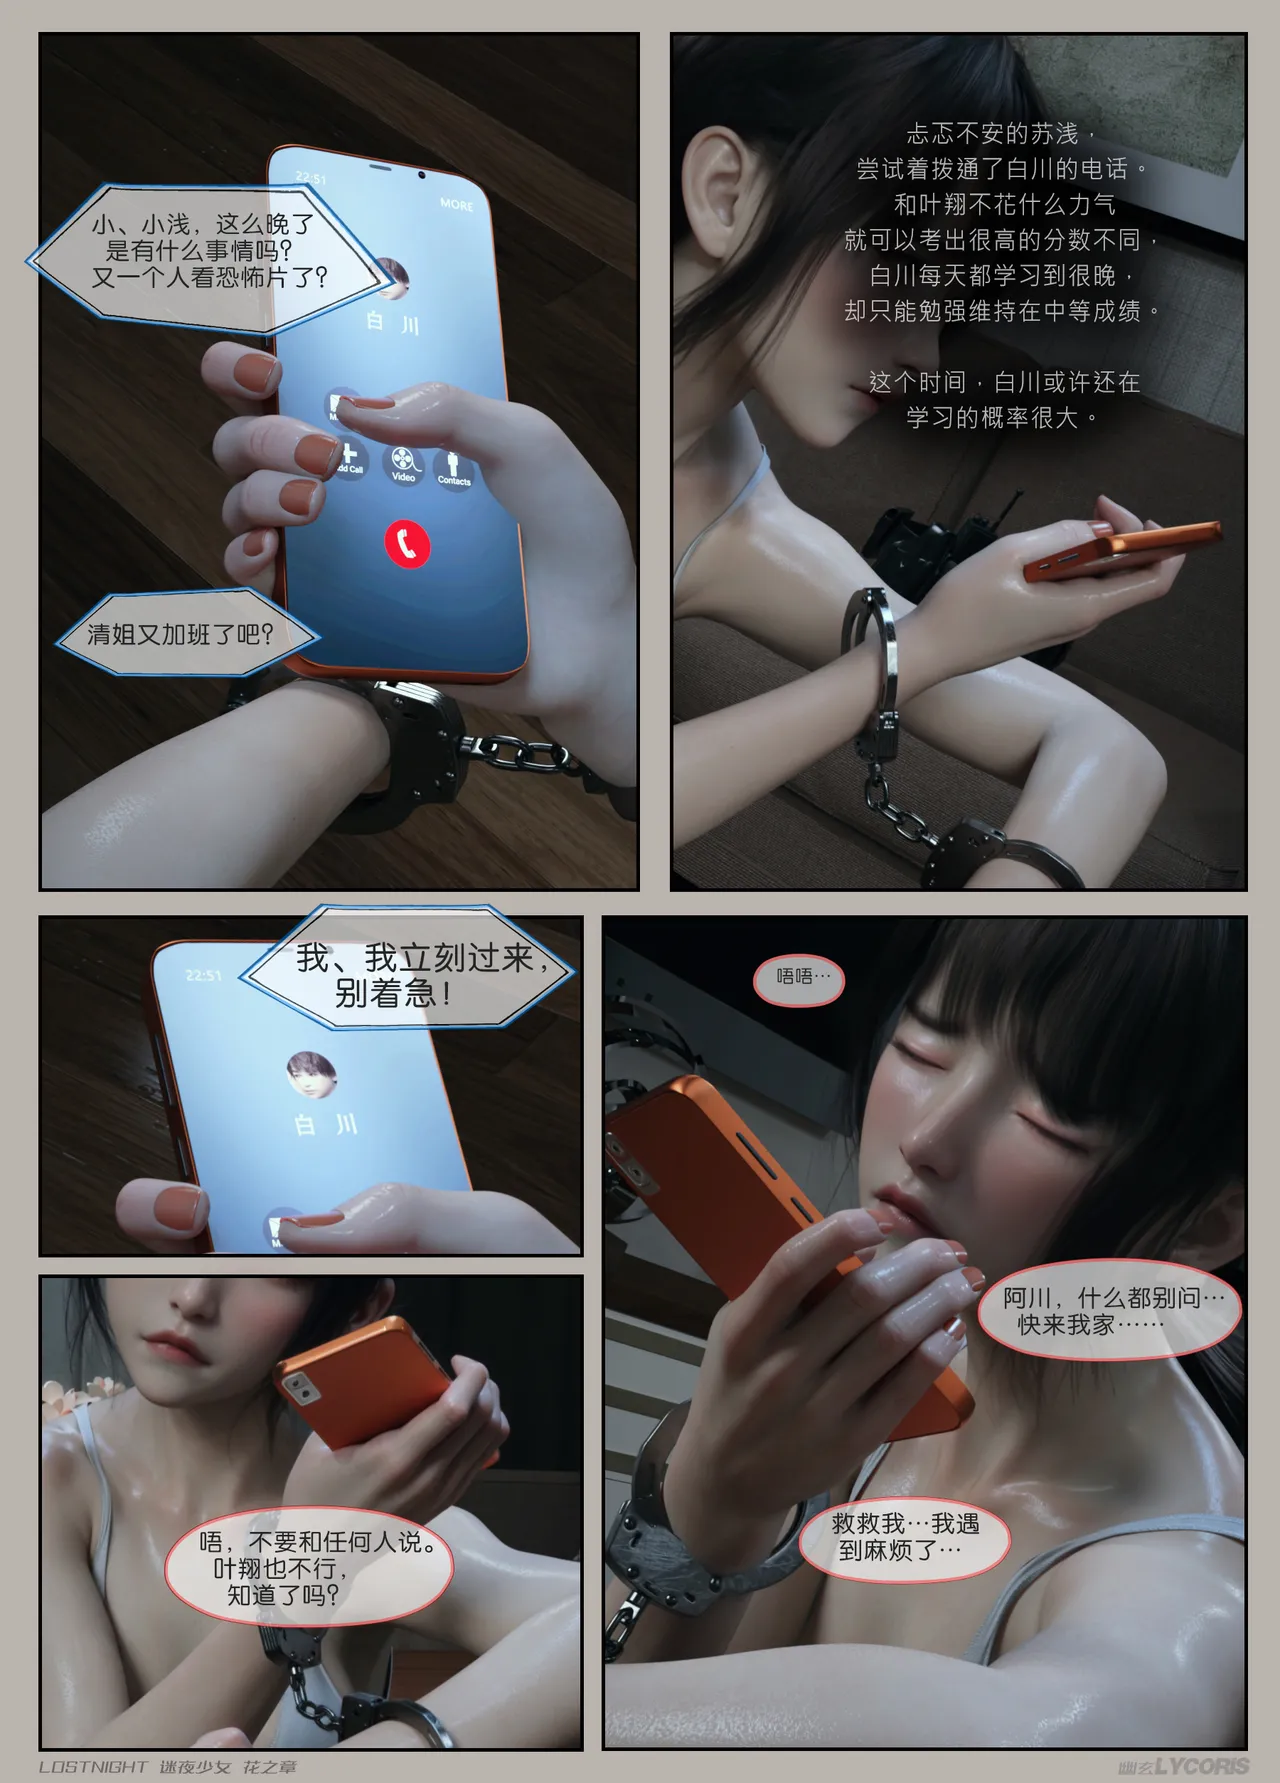 忐忑不安的苏浅，
尝试着拨通了白川的电话。
和叶翔不花什么力气
就可以考出很高的分数不同，
白川每天都学习到很晚，
却只能勉强维持在中等成绩。
这个时间，白川或许还在
学习的概率很大。
22:51
MORE
小、小浅，这么晚了
是有什么事情吗？
又一个人看恐怖片了？
白 川
Add Call
Video
Contacts
清姐又加班了吧？
唔唔…
阿川，什么都别问…
快来我家……
救救我…我遇
到麻烦了…
我、我立刻过来，
别着急！
22:51
白 川
唔，不要和任何人说。
叶翔也不行，
知道了吗？
LOSTNIGHT 迷夜少女 花之章
幽玄LYCORIS